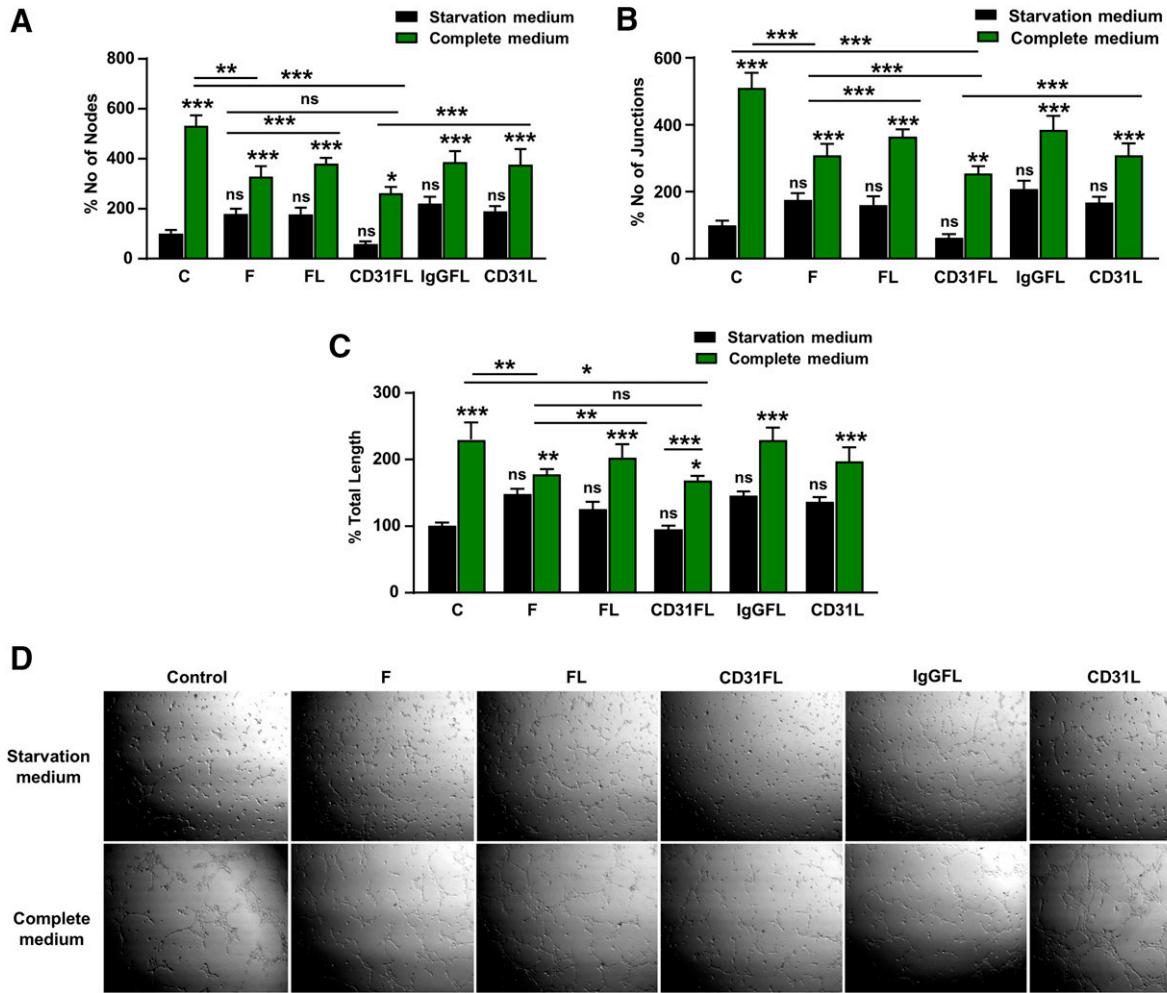 A
Starvation medium
Complete medium
% No of Nodes
800
600
400
200
0
** ***
ns
*** ***
*** *** *** *** ***
*
ns ns ns ns ns
C F FL CD31FL IgGFL CD31L
B
Starvation medium
Complete medium
% No of Junctions
600
400
200
0
*** ***
*** ***
*** ***
*** *** *** ***
**
ns ns ns ns ns
C F FL CD31FL IgGFL CD31L
C
Starvation medium
Complete medium
% Total Length
300
200
100
0
** *
ns
*** ** ***
*** *** ***
** *
ns ns ns ns ns
C F FL CD31FL IgGFL CD31L
D
Control F FL CD31FL IgGFL CD31L
Starvation
medium
Complete
medium